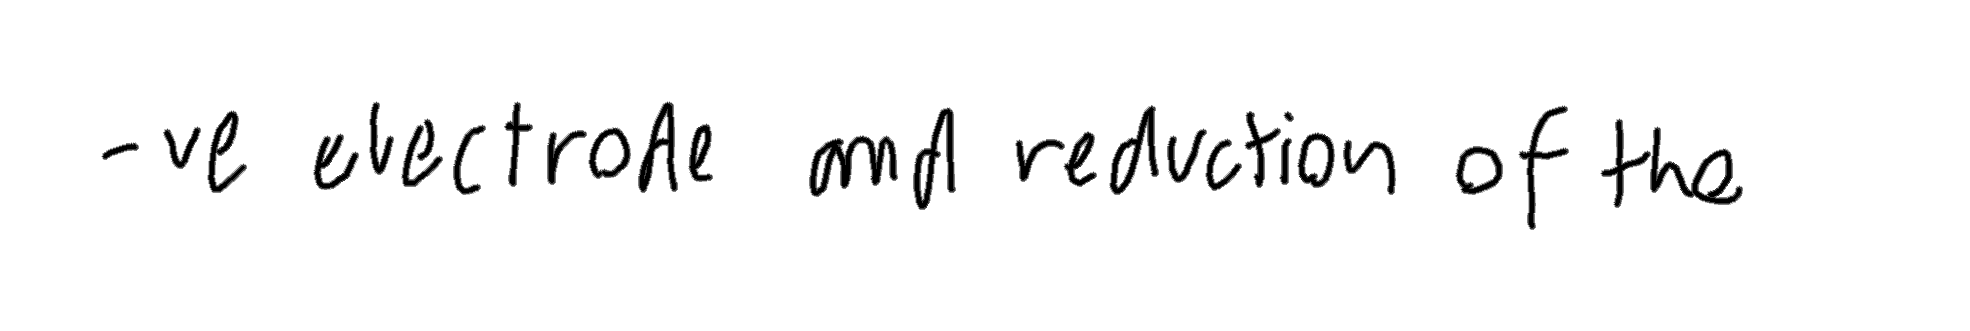 -ve electrode and reduction of the